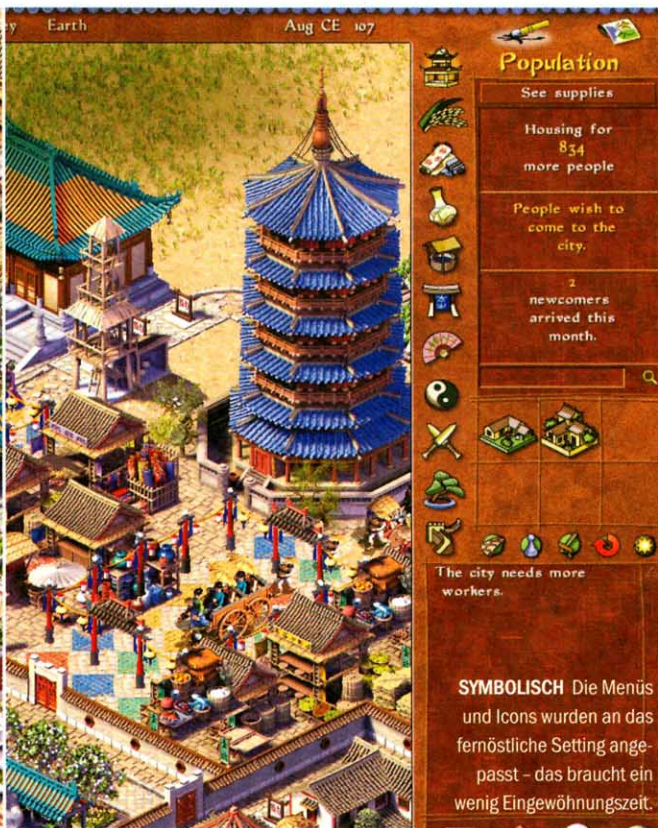 Earth
Aug CE 107
Population
See supplies
Housing for
834
more people
People wish to
come to the
city.
2
newcomers
arrived this
month.
The city needs more
workers.
SYMBOLISCH Die Menüs
und Icons wurden an das
fernöstliche Setting ange-
passt – das braucht ein
wenig Eingewöhnungszeit.